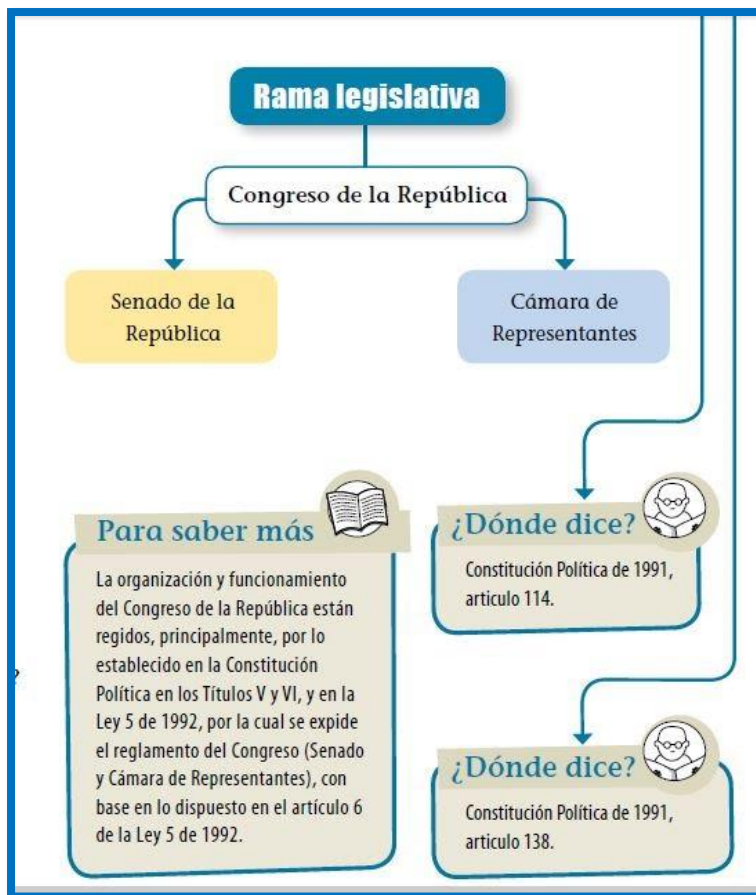 Rama legislativa
Congreso de la República
Senado de la
República
Cámara de
Representantes
Para saber más
La organización y funcionamiento
del Congreso de la República están
regidos, principalmente, por lo
establecido en la Constitución
Política en los Títulos V y VI, y en la
Ley 5 de 1992, por la cual se expide
el reglamento del Congreso (Senado
y Cámara de Representantes), con
base en lo dispuesto en el artículo 6
de la Ley 5 de 1992.
¿Dónde dice?
Constitución Política de 1991,
articulo 114.
¿Dónde dice?
Constitución Política de 1991,
articulo 138.